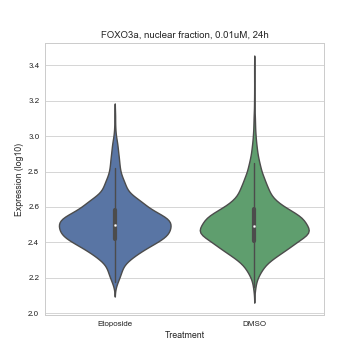 FOXO3a, nuclear fraction, 0.01uM, 24h
3.4
3.2
3.0
2.8
2.6
2.4
2.2
2.0
Expression (log10)
Etoposide
DMSO
Treatment